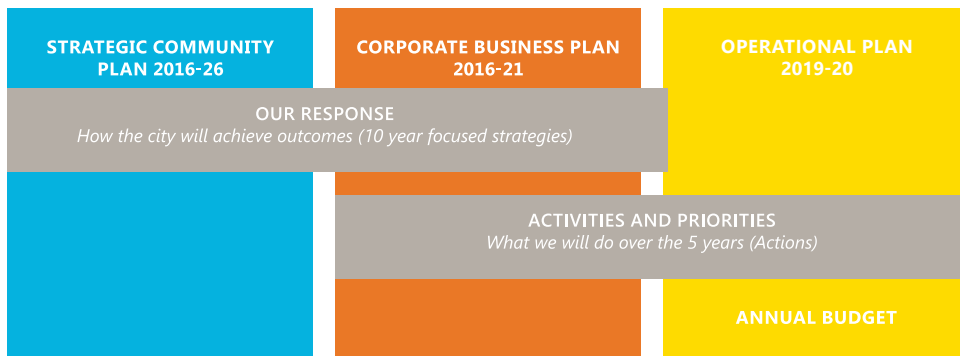 STRATEGIC COMMUNITY
PLAN 2016-26
CORPORATE BUSINESS PLAN
2016-21
OPERATIONAL PLAN
2019-20
OUR RESPONSE
How the city will achieve outcomes (10 year focused strategies)
ACTIVITIES AND PRIORITIES
What we will do over the 5 years (Actions)
ANNUAL BUDGET